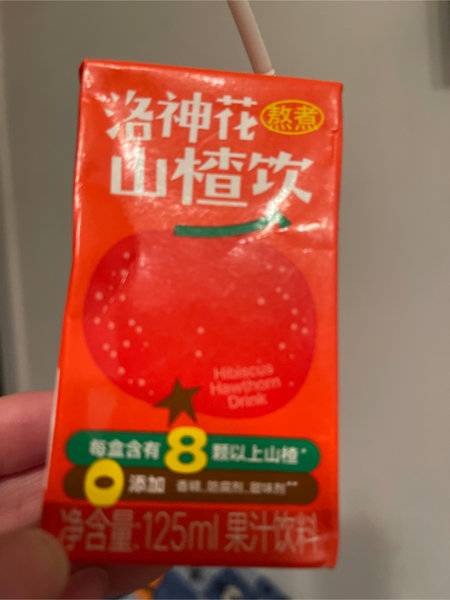 洛神花 熬煮
山楂饮
Hibiscus
Hawthorn
Drink
每盒含有8颗以上山楂*
0添加 香精、防腐剂、甜味剂**
净含量:125ml 果汁饮料